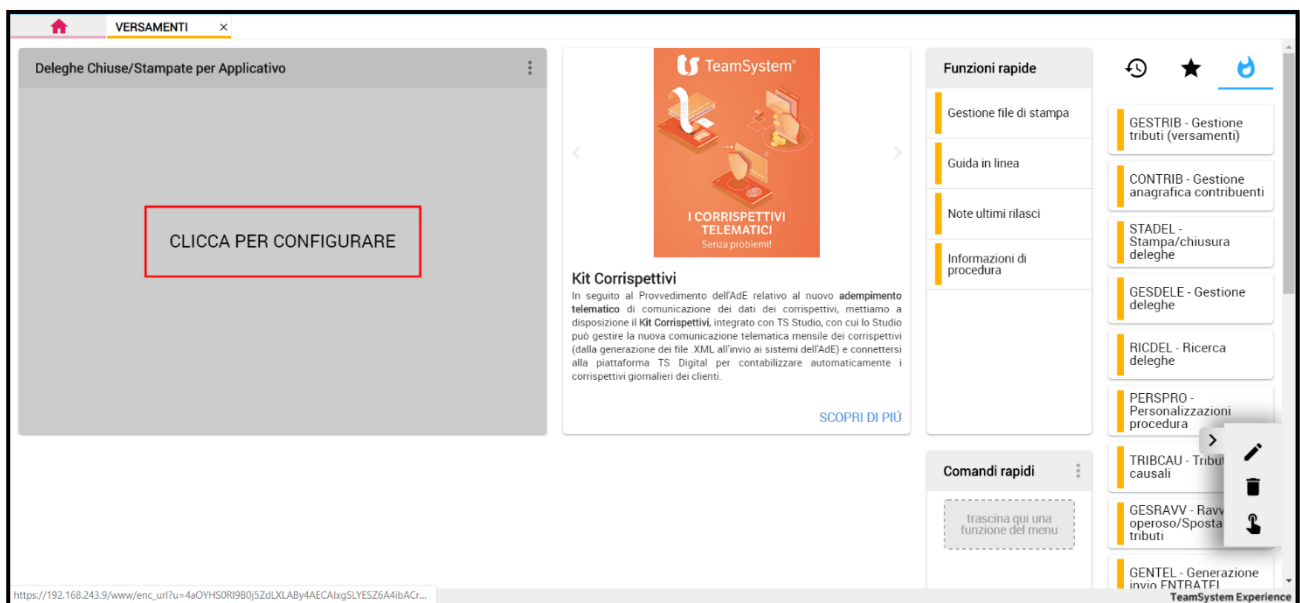 VERSAMENTI ×
Deleghe Chiuse/Stampate per Applicativo
CLICCA PER CONFIGURARE
ts TeamSystem®
I CORRISPETTIVI
TELEMATICI
Senza problemi!
Kit Corrispettivi
In seguito al Provvedimento dell'AdE relativo al nuovo adempimento
telematico di comunicazione dei dati dei corrispettivi, mettiamo a
disposizione il Kit Corrispettivi, integrato con TS Studio, con cui lo Studio
può gestire la nuova comunicazione telematica mensile dei corrispettivi
(dalla generazione dei file .XML all'invio ai sistemi dell'AdE) e connettersi
alla piattaforma TS Digital per contabilizzare automaticamente i
corrispettivi giornalieri dei clienti.
SCOPRI DI PIÚ
Funzioni rapide
Gestione file di stampa
Guida in linea
Note ultimi rilasci
Informazioni di
procedura
Comandi rapidi
trascina qui una
funzione del menu
GESTRIB - Gestione
tributi (versamenti)
CONTRIB - Gestione
anagrafica contribuenti
STADEL -
Stampa/chiusura
deleghe
GESDELE - Gestione
deleghe
RICDEL - Ricerca
deleghe
PERSPRO -
Personalizzazioni
procedura
TRIBCAU - Tribu
causali
GESRAVV - Ravv
operoso/Sposta
tributi
GENTEL - Generazione
invio ENTRATEL
TeamSystem Experience